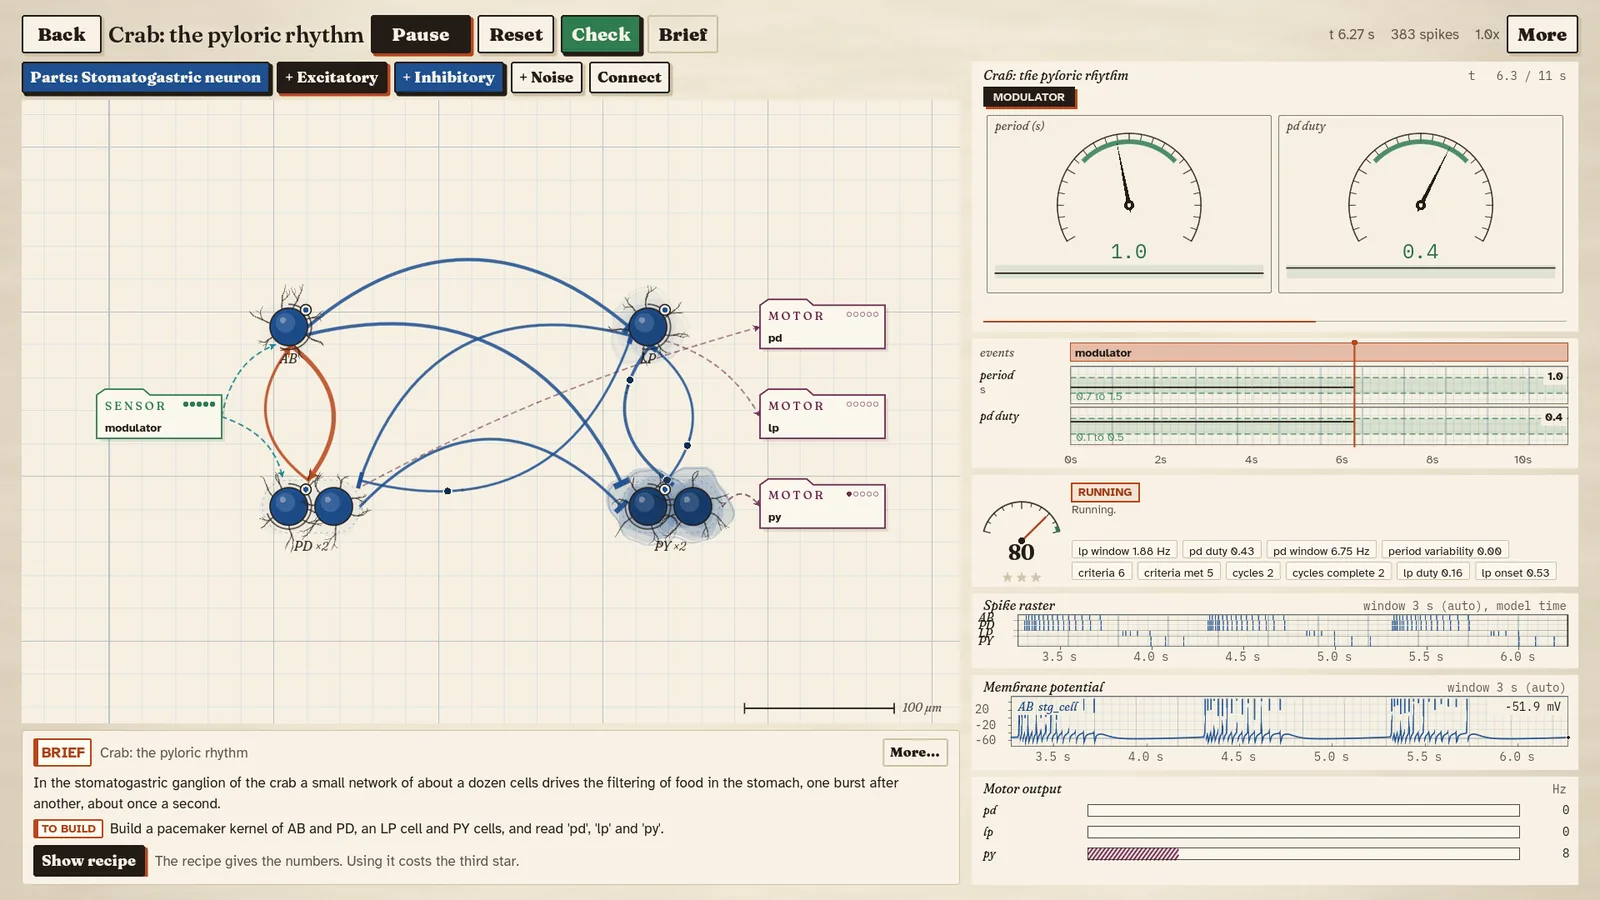 Back Crab: the pyloric rhythm Pause Reset Check Brief t 6.27 s 383 spikes 1.0x More
Parts: Stomatogastric neuron + Excitatory + Inhibitory + Noise Connect
Crab: the pyloric rhythm t 6.3 / 11 s
MODULATOR
period (s) pd duty
1.0 0.4
AB
LP
SENSOR
modulator
MOTOR
pd
MOTOR
lp
MOTOR
py
PD ×2
PY ×2
100 µm
events modulator
period
s
1.0
0.7 to 1.5
pd duty 0.4
0.1 to 0.5
0s 2s 4s 6s 8s 10s
RUNNING
Running.
80
lp window 1.88 Hz pd duty 0.43 pd window 6.75 Hz period variability 0.00
criteria 6 criteria met 5 cycles 2 cycles complete 2 lp duty 0.16 lp onset 0.53
Spike raster window 3 s (auto), model time
AB
PD
LP
PY
3.5 s 4.0 s 4.5 s 5.0 s 5.5 s 6.0 s
Membrane potential window 3 s (auto)
AB stg_cell -51.9 mV
20
-20
-60
3.5 s 4.0 s 4.5 s 5.0 s 5.5 s 6.0 s
Motor output Hz
pd 0
lp 0
py 8
BRIEF Crab: the pyloric rhythm More...
In the stomatogastric ganglion of the crab a small network of about a dozen cells drives the filtering of food in the stomach, one burst after
another, about once a second.
TO BUILD Build a pacemaker kernel of AB and PD, an LP cell and PY cells, and read 'pd', 'lp' and 'py'.
Show recipe The recipe gives the numbers. Using it costs the third star.